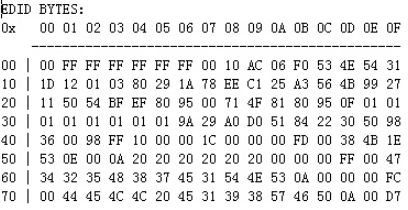 EDID BYTES:
0x 00 01 02 03 04 05 06 07 08 09 0A 0B 0C 0D 0E 0F
------------------------------------------------
00 | 00 FF FF FF FF FF FF 00 10 AC 06 F0 53 4E 54 31
10 | 1D 12 01 03 80 29 1A 78 EE C1 25 A3 56 4B 99 27
20 | 11 50 54 BF EF 80 95 00 71 4F 81 80 95 0F 01 01
30 | 01 01 01 01 01 01 9A 29 A0 D0 51 84 22 30 50 98
40 | 36 00 98 FF 10 00 00 1C 00 00 00 FD 00 38 4B 1E
50 | 53 0E 00 0A 20 20 20 20 20 20 00 00 00 FF 00 47
60 | 34 32 35 48 38 37 45 31 54 4E 53 0A 00 00 00 FC
70 | 00 44 45 4C 4C 20 45 31 39 38 57 46 50 0A 00 D7